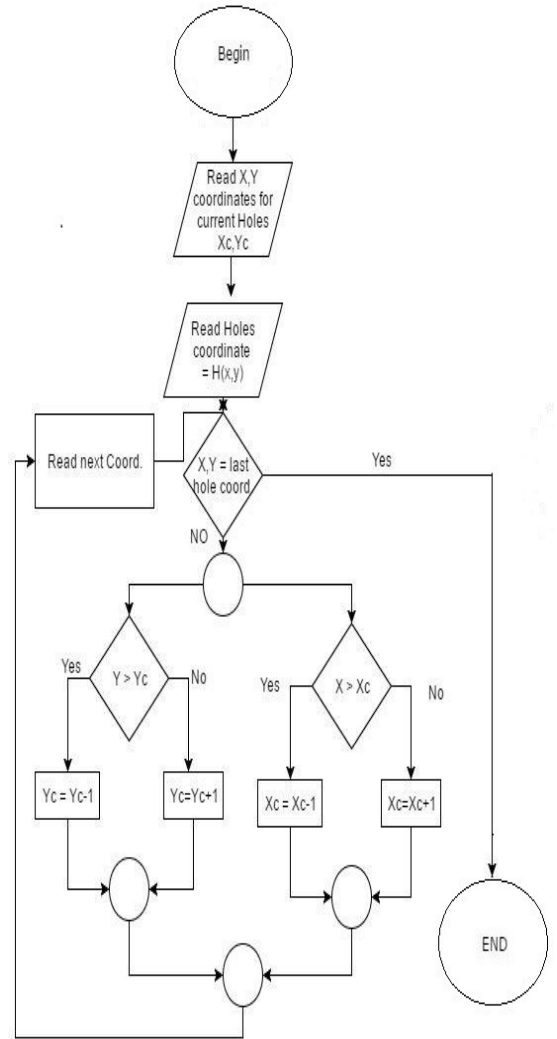 Begin
Read X,Y
coordinates for
current Holes
Xc,Yc
Read Holes
coordinate
= H(x,y)
Read next Coord.
X,Y = last
hole coord.
Yes
NO
Y > Yc
Yes
No
X > Xc
Yes
No
Yc = Yc-1
Yc=Yc+1
Xc = Xc-1
Xc=Xc+1
END